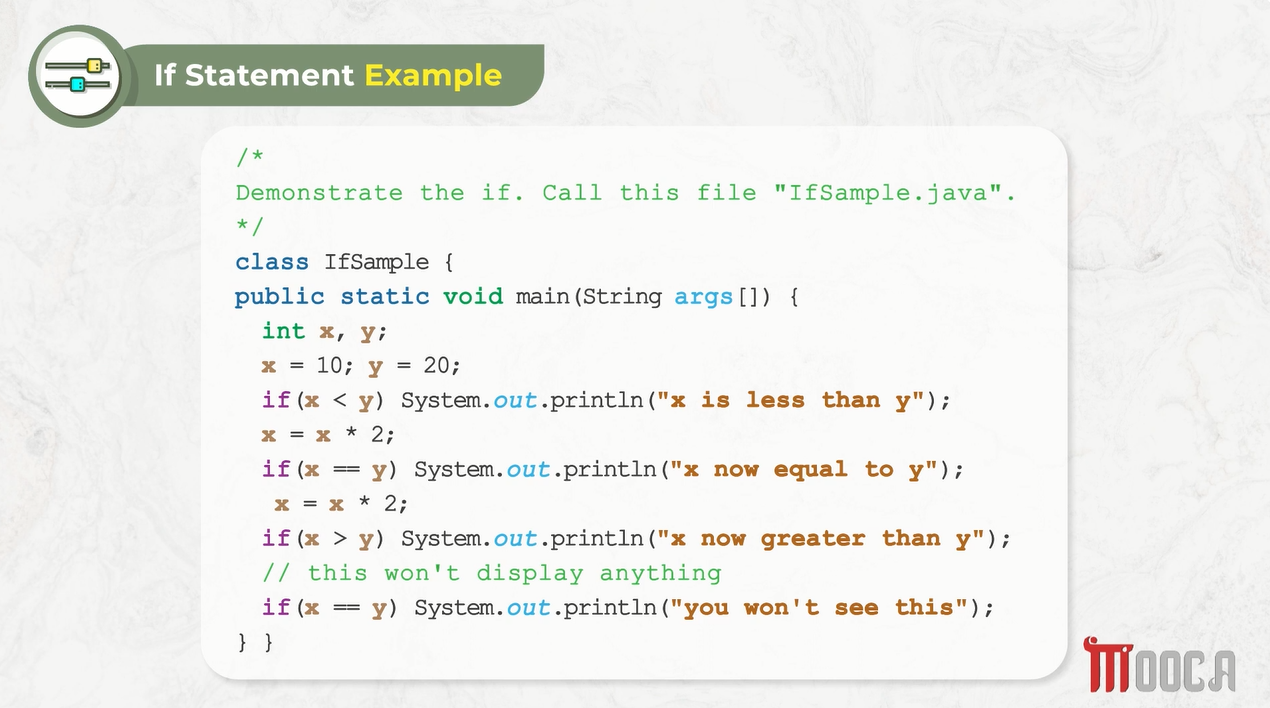 If Statement Example
/*
Demonstrate the if. Call this file "IfSample.java".
*/
class IfSample {
public static void main(String args[]) {
int x, y;
x = 10; y = 20;
if(x < y) System.out.println("x is less than y");
x = x * 2;
if(x == y) System.out.println("x now equal to y");
x = x * 2;
if(x > y) System.out.println("x now greater than y");
// this won't display anything
if(x == y) System.out.println("you won't see this");
} }
MOOCA